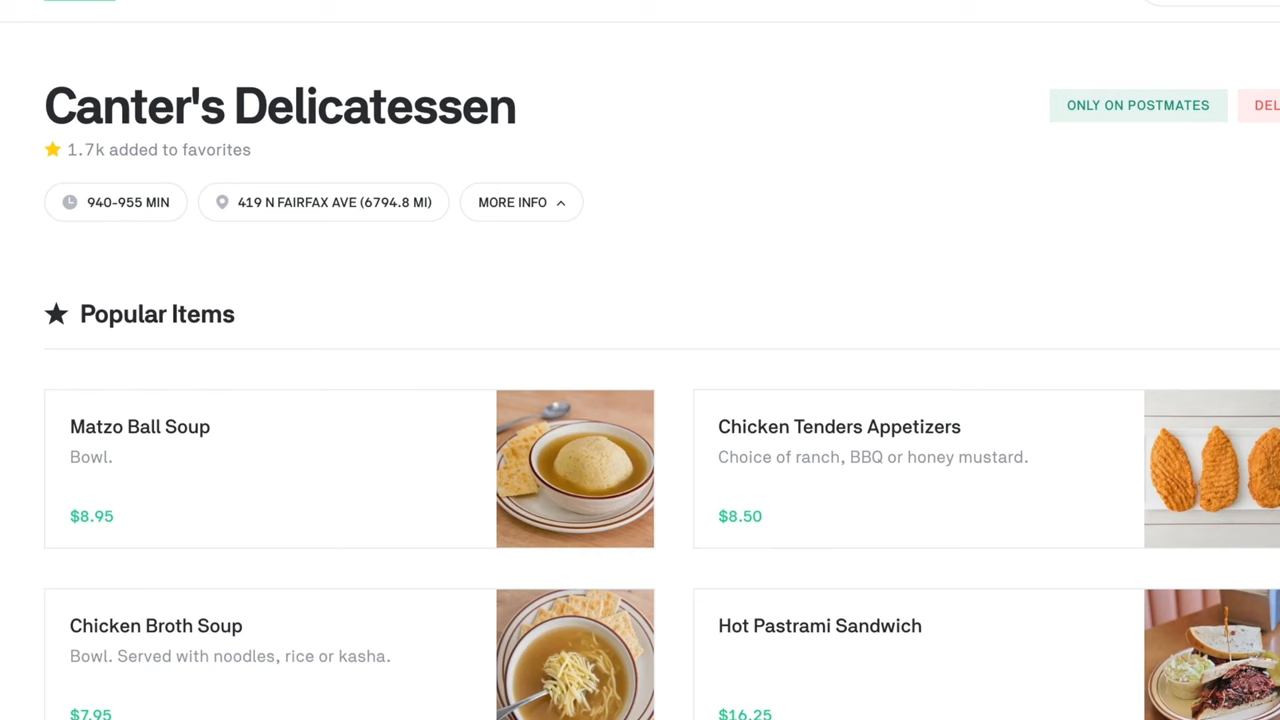 Canter's Delicatessen
ONLY ON POSTMATES
DEL
1.7k added to favorites
940-955 MIN
419 N FAIRFAX AVE (6794.8 MI)
MORE INFO
Popular Items
Matzo Ball Soup
Bowl.
$8.95
Chicken Tenders Appetizers
Choice of ranch, BBQ or honey mustard.
$8.50
Chicken Broth Soup
Bowl. Served with noodles, rice or kasha.
$7.95
Hot Pastrami Sandwich
$16.25